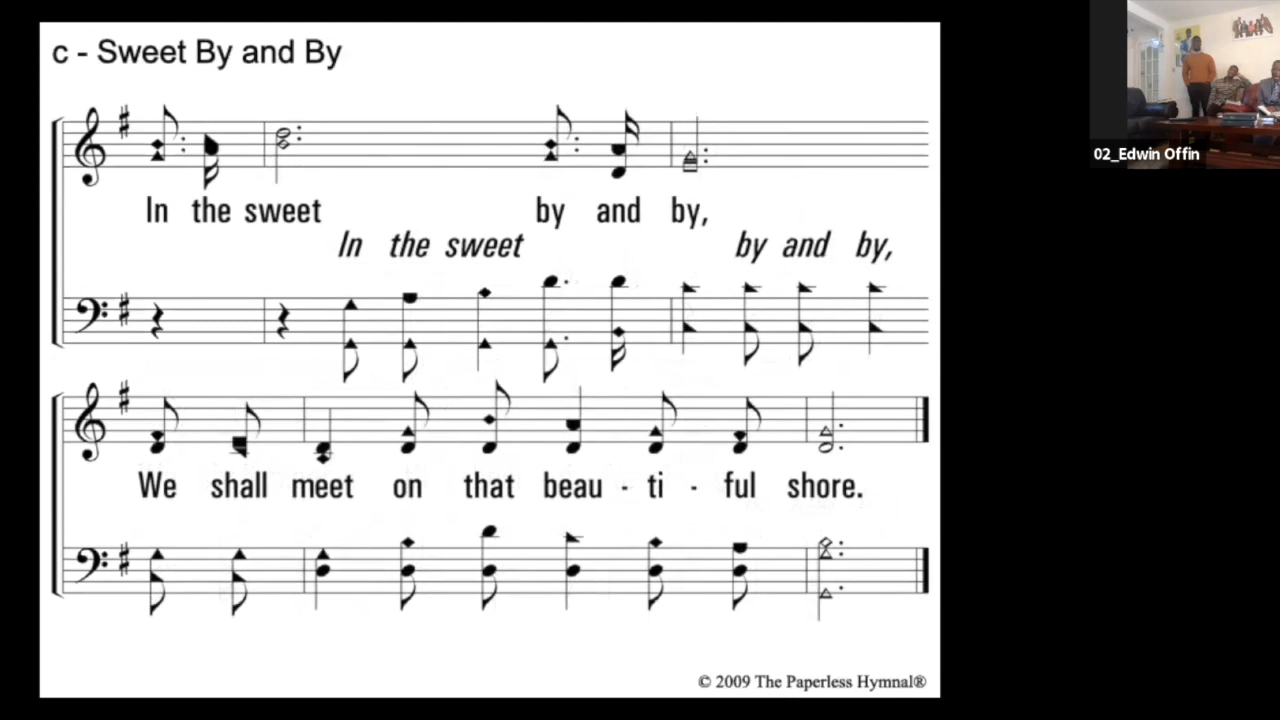 c - Sweet By and By
In the sweet by and by,
In the sweet by and by,
We shall meet on that beau - ti - ful shore.
© 2009 The Paperless Hymnal®
02_Edwin Offin